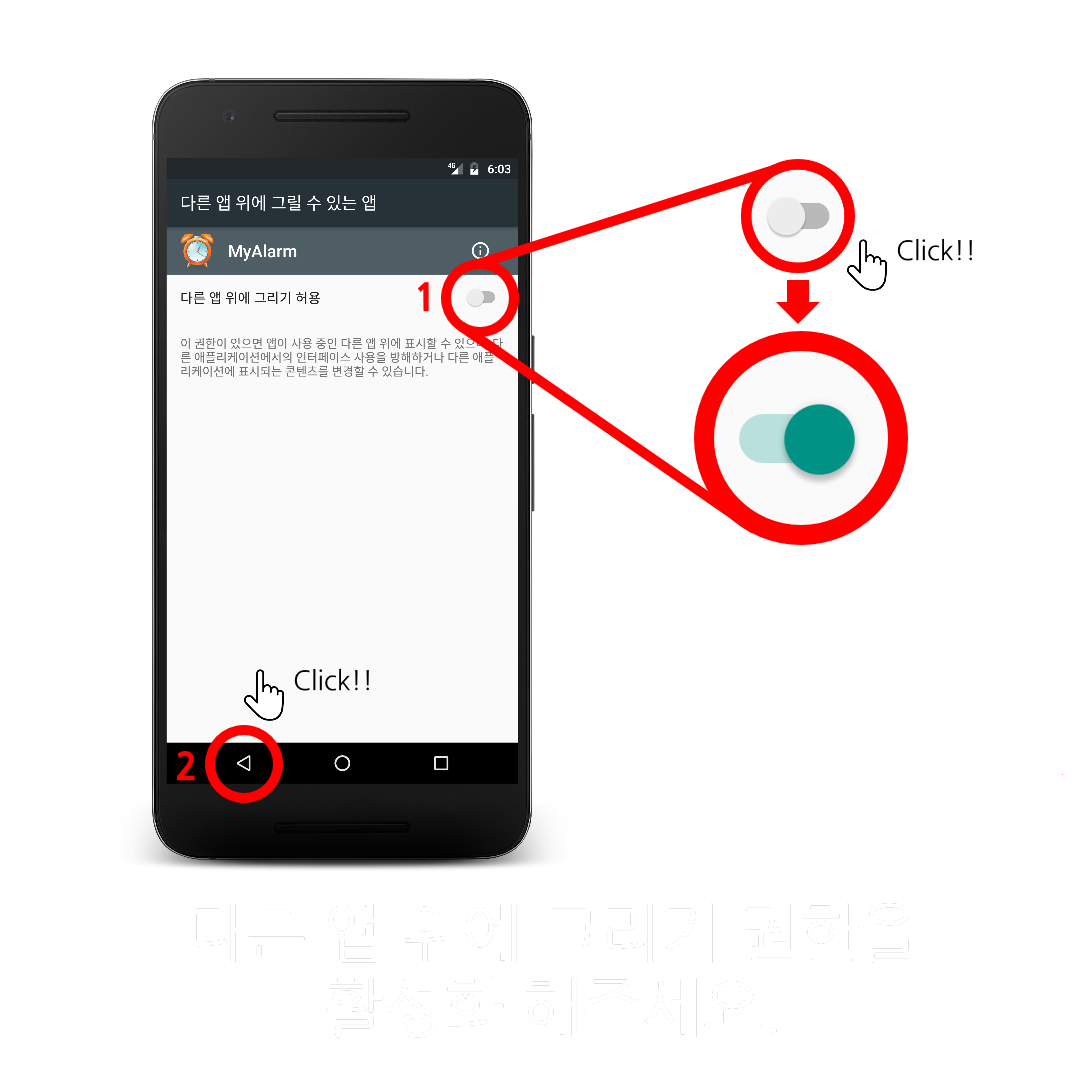 4G 6:03
다른 앱 위에 그릴 수 있는 앱
MyAlarm
Click!!
다른 앱 위에 그리기 허용
1
이 권한이 있으면 앱이 사용 중인 다른 앱 위에 표시할 수 있으며 다
른 애플리케이션에서의 인터페이스 사용을 방해하거나 다른 애플
리케이션에 표시되는 콘텐츠를 변경할 수 있습니다.
Click!!
2
다른 앱 위에 그리기 권한을
활성화 해주세요.